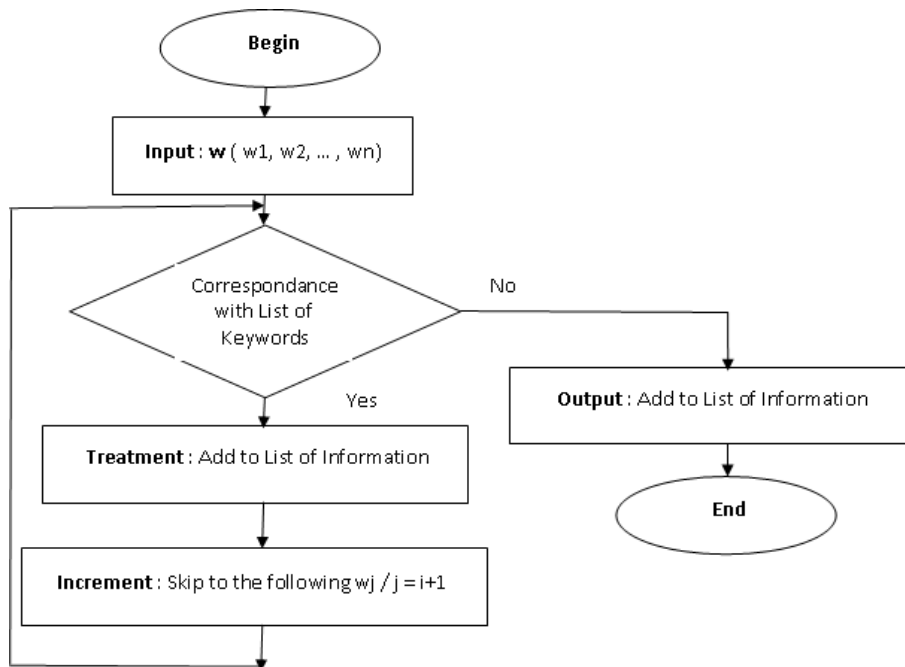 Begin
Input : w ( w1, w2, ... , wn)
Correspondance
with List of
Keywords
No
Yes
Output : Add to List of Information
Treatment : Add to List of Information
End
Increment : Skip to the following wj / j = i+1